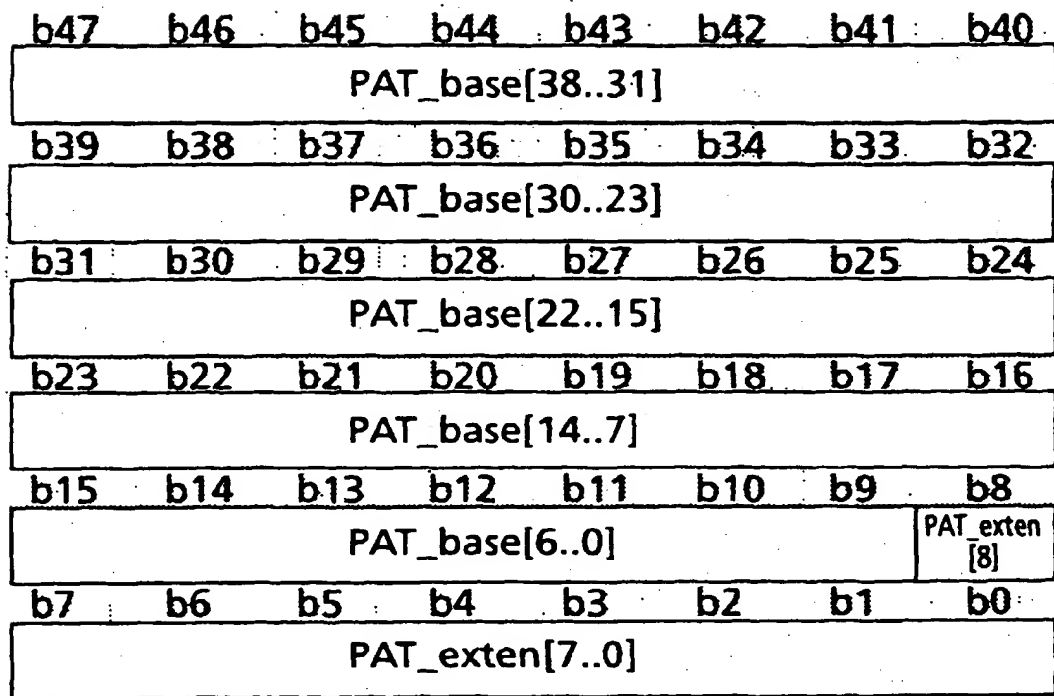 b47 b46 b45 b44 b43 b42 b41 b40
PAT_base[38..31]
b39 b38 b37 b36 b35 b34 b33 b32
PAT_base[30..23]
b31 b30 b29 b28 b27 b26 b25 b24
PAT_base[22..15]
b23 b22 b21 b20 b19 b18 b17 b16
PAT_base[14..7]
b15 b14 b13 b12 b11 b10 b9 b8
PAT_base[6..0] PAT_exten
[8]
b7 b6 b5 b4 b3 b2 b1 b0
PAT_exten[7..0]